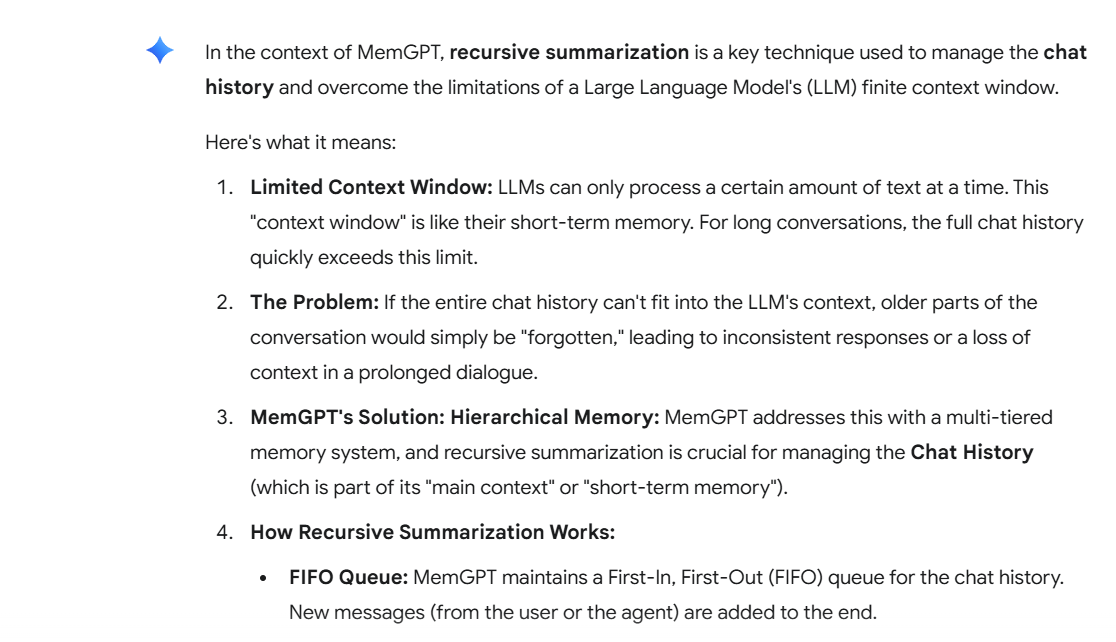 In the context of MemGPT, recursive summarization is a key technique used to manage the chat
history and overcome the limitations of a Large Language Model's (LLM) finite context window.
Here's what it means:
1. Limited Context Window: LLMs can only process a certain amount of text at a time. This
"context window" is like their short-term memory. For long conversations, the full chat history
quickly exceeds this limit.
2. The Problem: If the entire chat history can't fit into the LLM's context, older parts of the
conversation would simply be "forgotten," leading to inconsistent responses or a loss of
context in a prolonged dialogue.
3. MemGPT's Solution: Hierarchical Memory: MemGPT addresses this with a multi-tiered
memory system, and recursive summarization is crucial for managing the Chat History
(which is part of its "main context" or "short-term memory").
4. How Recursive Summarization Works:
• FIFO Queue: MemGPT maintains a First-In, First-Out (FIFO) queue for the chat history.
New messages (from the user or the agent) are added to the end.